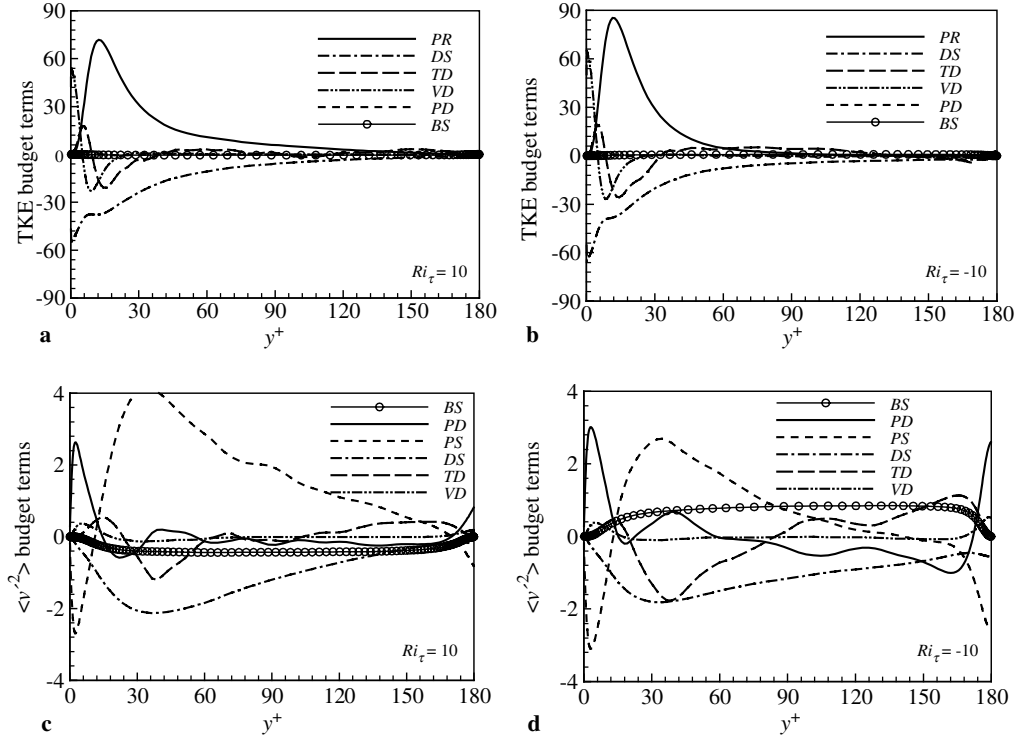 TKE budget terms
90
60
30
0
-30
-60
-90
PR
DS
TD
VD
PD
BS
Riτ = 10
0 30 60 90 120 150 180
y+
a
TKE budget terms
90
60
30
0
-30
-60
-90
PR
DS
TD
VD
PD
BS
Riτ = -10
0 30 60 90 120 150 180
y+
b
<v′2> budget terms
4
2
0
-2
-4
BS
PD
PS
DS
TD
VD
Riτ = 10
0 30 60 90 120 150 180
y+
c
<v′2> budget terms
4
2
0
-2
-4
BS
PD
PS
DS
TD
VD
Riτ = -10
0 30 60 90 120 150 180
y+
d